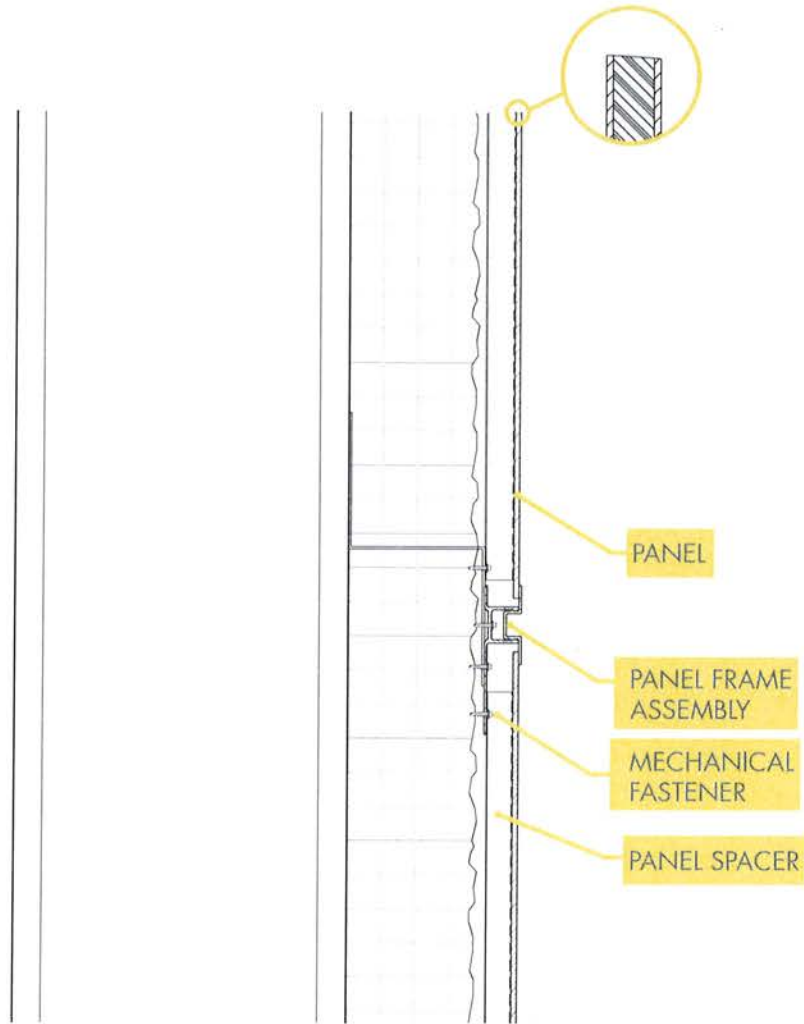 PANEL
PANEL FRAME
ASSEMBLY
MECHANICAL
FASTENER
PANEL SPACER